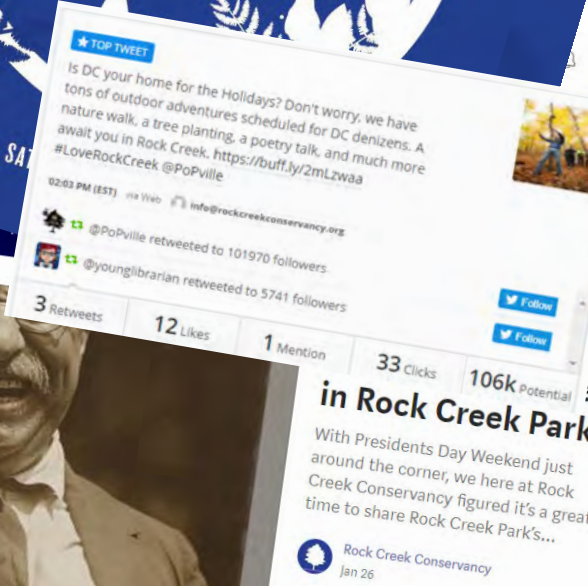 SAT
TOP TWEET
Is DC your home for the Holidays? Don't worry, we have
tons of outdoor adventures scheduled for DC denizens. A
nature walk, a tree planting, a poetry talk, and much more
await you in Rock Creek. https://buff.ly/2mLzwaa
#LoveRockCreek @PoPville
02:03 PM (EST) via Web info@rockcreekconservancy.org
@PoPville retweeted to 101970 followers
Follow
@younglibrarian retweeted to 5741 followers
Follow
3 Retweets 12 Likes 1 Mention 33 Clicks 106k Potential
in Rock Creek Park
With Presidents Day Weekend just
around the corner, we here at Rock
Creek Conservancy figured it's a great
time to share Rock Creek Park's...
Rock Creek Conservancy
Jan 26